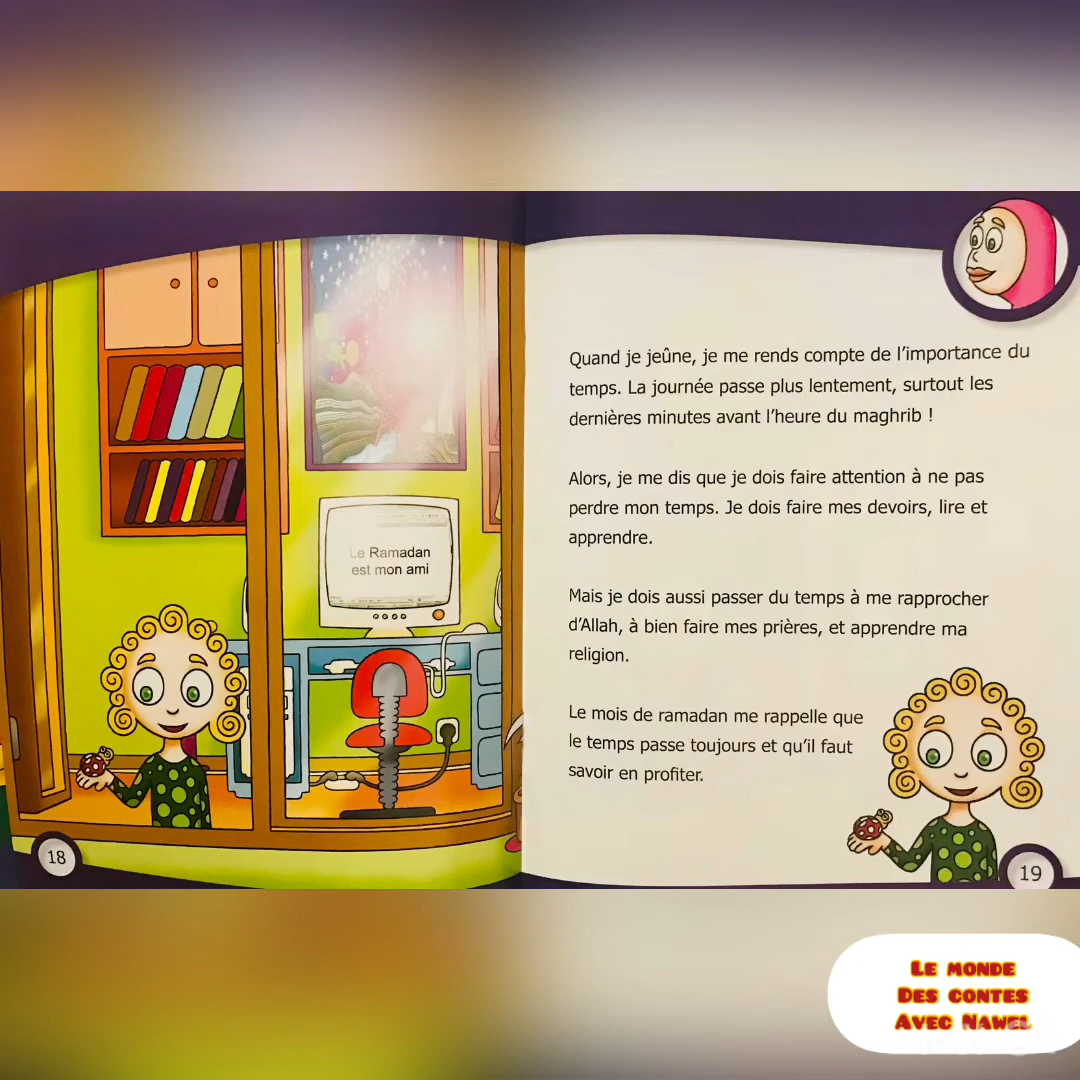 Le Ramadan
est mon ami
18
Quand je jeûne, je me rends compte de l'importance du
temps. La journée passe plus lentement, surtout les
dernières minutes avant l'heure du maghrib !
Alors, je me dis que je dois faire attention à ne pas
perdre mon temps. Je dois faire mes devoirs, lire et
apprendre.
Mais je dois aussi passer du temps à me rapprocher
d'Allah, à bien faire mes prières, et apprendre ma
religion.
Le mois de ramadan me rappelle que
le temps passe toujours et qu'il faut
savoir en profiter.
19
Le monde
Des contes
Avec Nawel